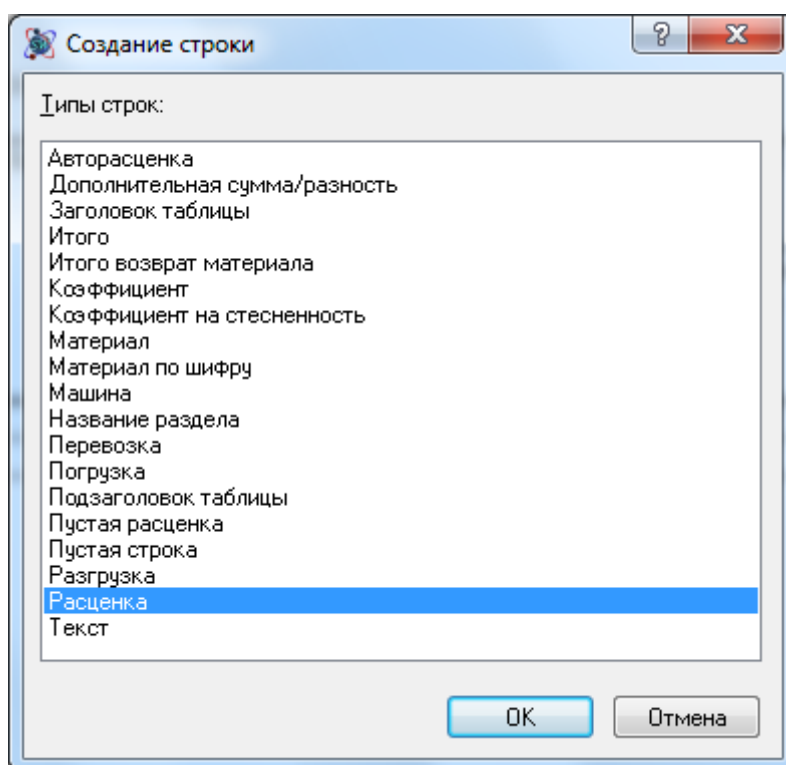 Создание строки
Типы строк:
Авторасценка
Дополнительная сумма/разность
Заголовок таблицы
Итого
Итого возврат материала
Коэффициент
Коэффициент на стесненность
Материал
Материал по шифру
Машина
Название раздела
Перевозка
Погрузка
Подзаголовок таблицы
Пустая расценка
Пустая строка
Разгрузка
Расценка
Текст
OK Отмена